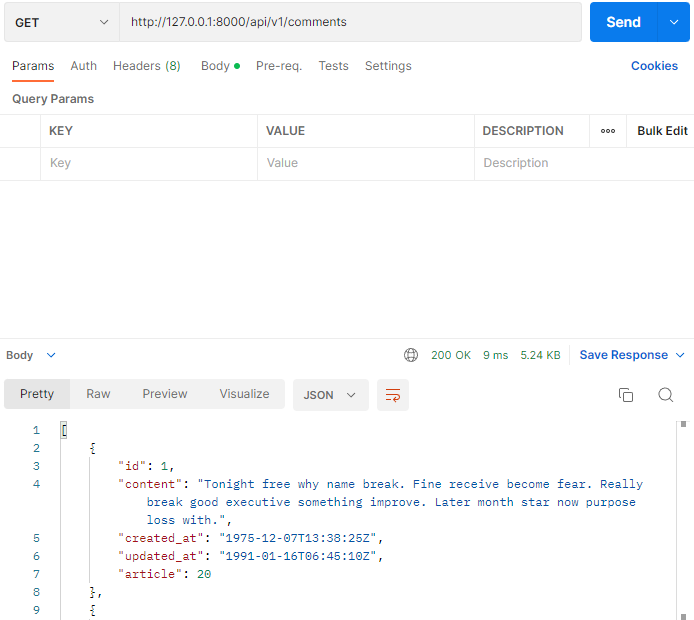 GET http://127.0.0.1:8000/api/v1/comments Send
Params Auth Headers (8) Body Pre-req. Tests Settings Cookies
Query Params
KEY VALUE DESCRIPTION ooo Bulk Edit
Key Value Description
Body 200 OK 9 ms 5.24 KB Save Response
Pretty Raw Preview Visualize JSON
1 [
2 {
3 "id": 1,
4 "content": "Tonight free why name break. Fine receive become fear. Really
break good executive something improve. Later month star now purpose
loss with.",
5 "created_at": "1975-12-07T13:38:25Z",
6 "updated_at": "1991-01-16T06:45:10Z",
7 "article": 20
8 },
9 {